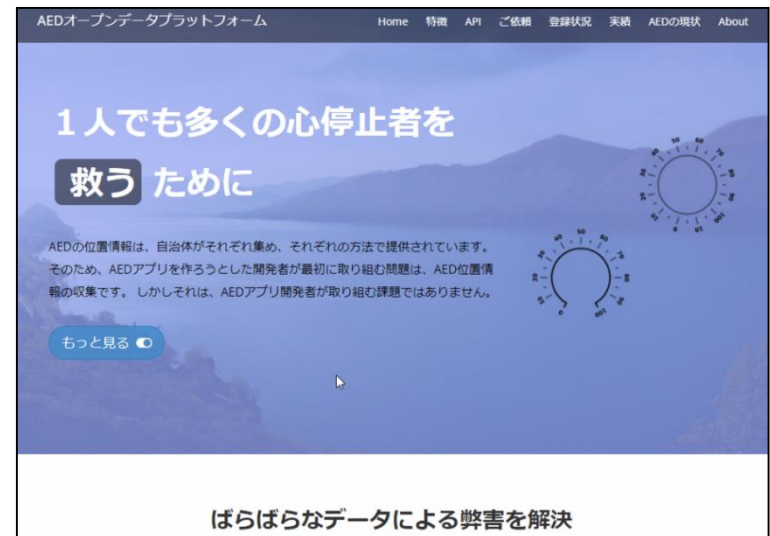 AEDオープンデータプラットフォーム
Home 特徴 API ご依頼 登録状況 実績 AEDの現状 About
１人でも多くの心停止者を
救う ために
AEDの位置情報は、自治体がそれぞれ集め、それぞれの方法で提供されています。
そのため、AEDアプリを作ろうとした開発者が最初に取り組む問題は、AED位置情
報の収集です。 しかしそれは、AEDアプリ開発者が取り組む課題ではありません。
もっと見る
ばらばらなデータによる弊害を解決